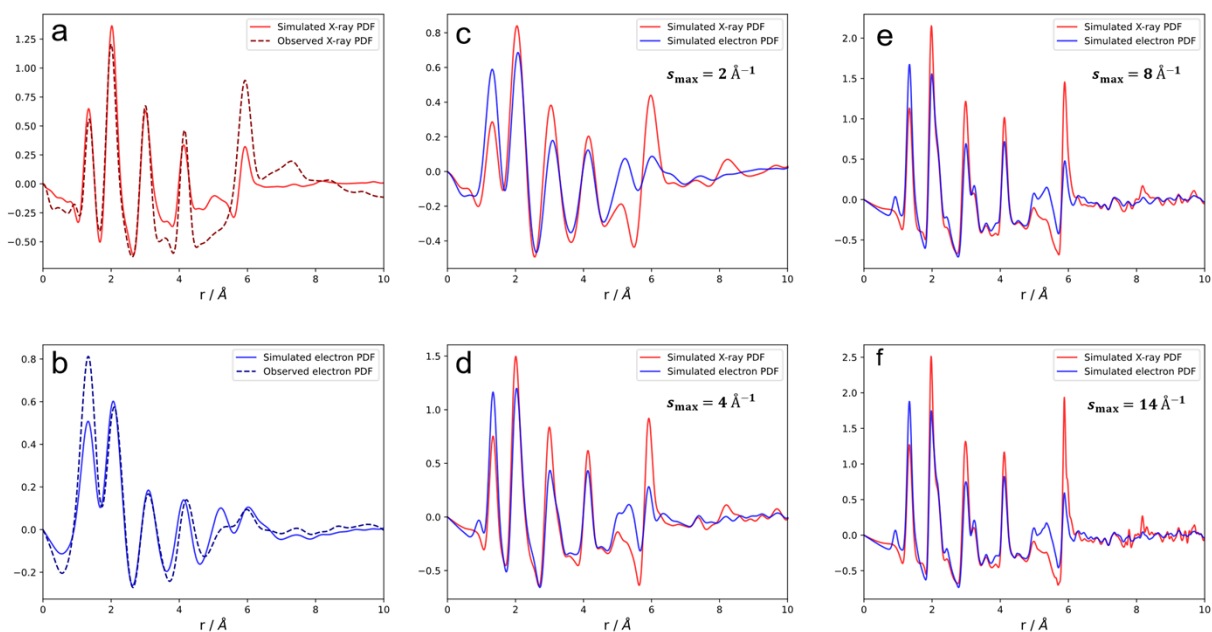 a
Simulated X-ray PDF
Observed X-ray PDF
1.25
1.00
0.75
0.50
0.25
0.00
−0.25
−0.50
0 2 4 6 8 10
r / Å
c
Simulated X-ray PDF
Simulated electron PDF
s_max = 2 Å⁻¹
0.8
0.6
0.4
0.2
0.0
−0.2
−0.4
0 2 4 6 8 10
r / Å
e
Simulated X-ray PDF
Simulated electron PDF
s_max = 8 Å⁻¹
2.0
1.5
1.0
0.5
0.0
−0.5
0 2 4 6 8 10
r / Å
b
Simulated electron PDF
Observed electron PDF
0.8
0.6
0.4
0.2
0.0
−0.2
0 2 4 6 8 10
r / Å
d
Simulated X-ray PDF
Simulated electron PDF
s_max = 4 Å⁻¹
1.5
1.0
0.5
0.0
−0.5
0 2 4 6 8 10
r / Å
f
Simulated X-ray PDF
Simulated electron PDF
s_max = 14 Å⁻¹
2.5
2.0
1.5
1.0
0.5
0.0
−0.5
0 2 4 6 8 10
r / Å